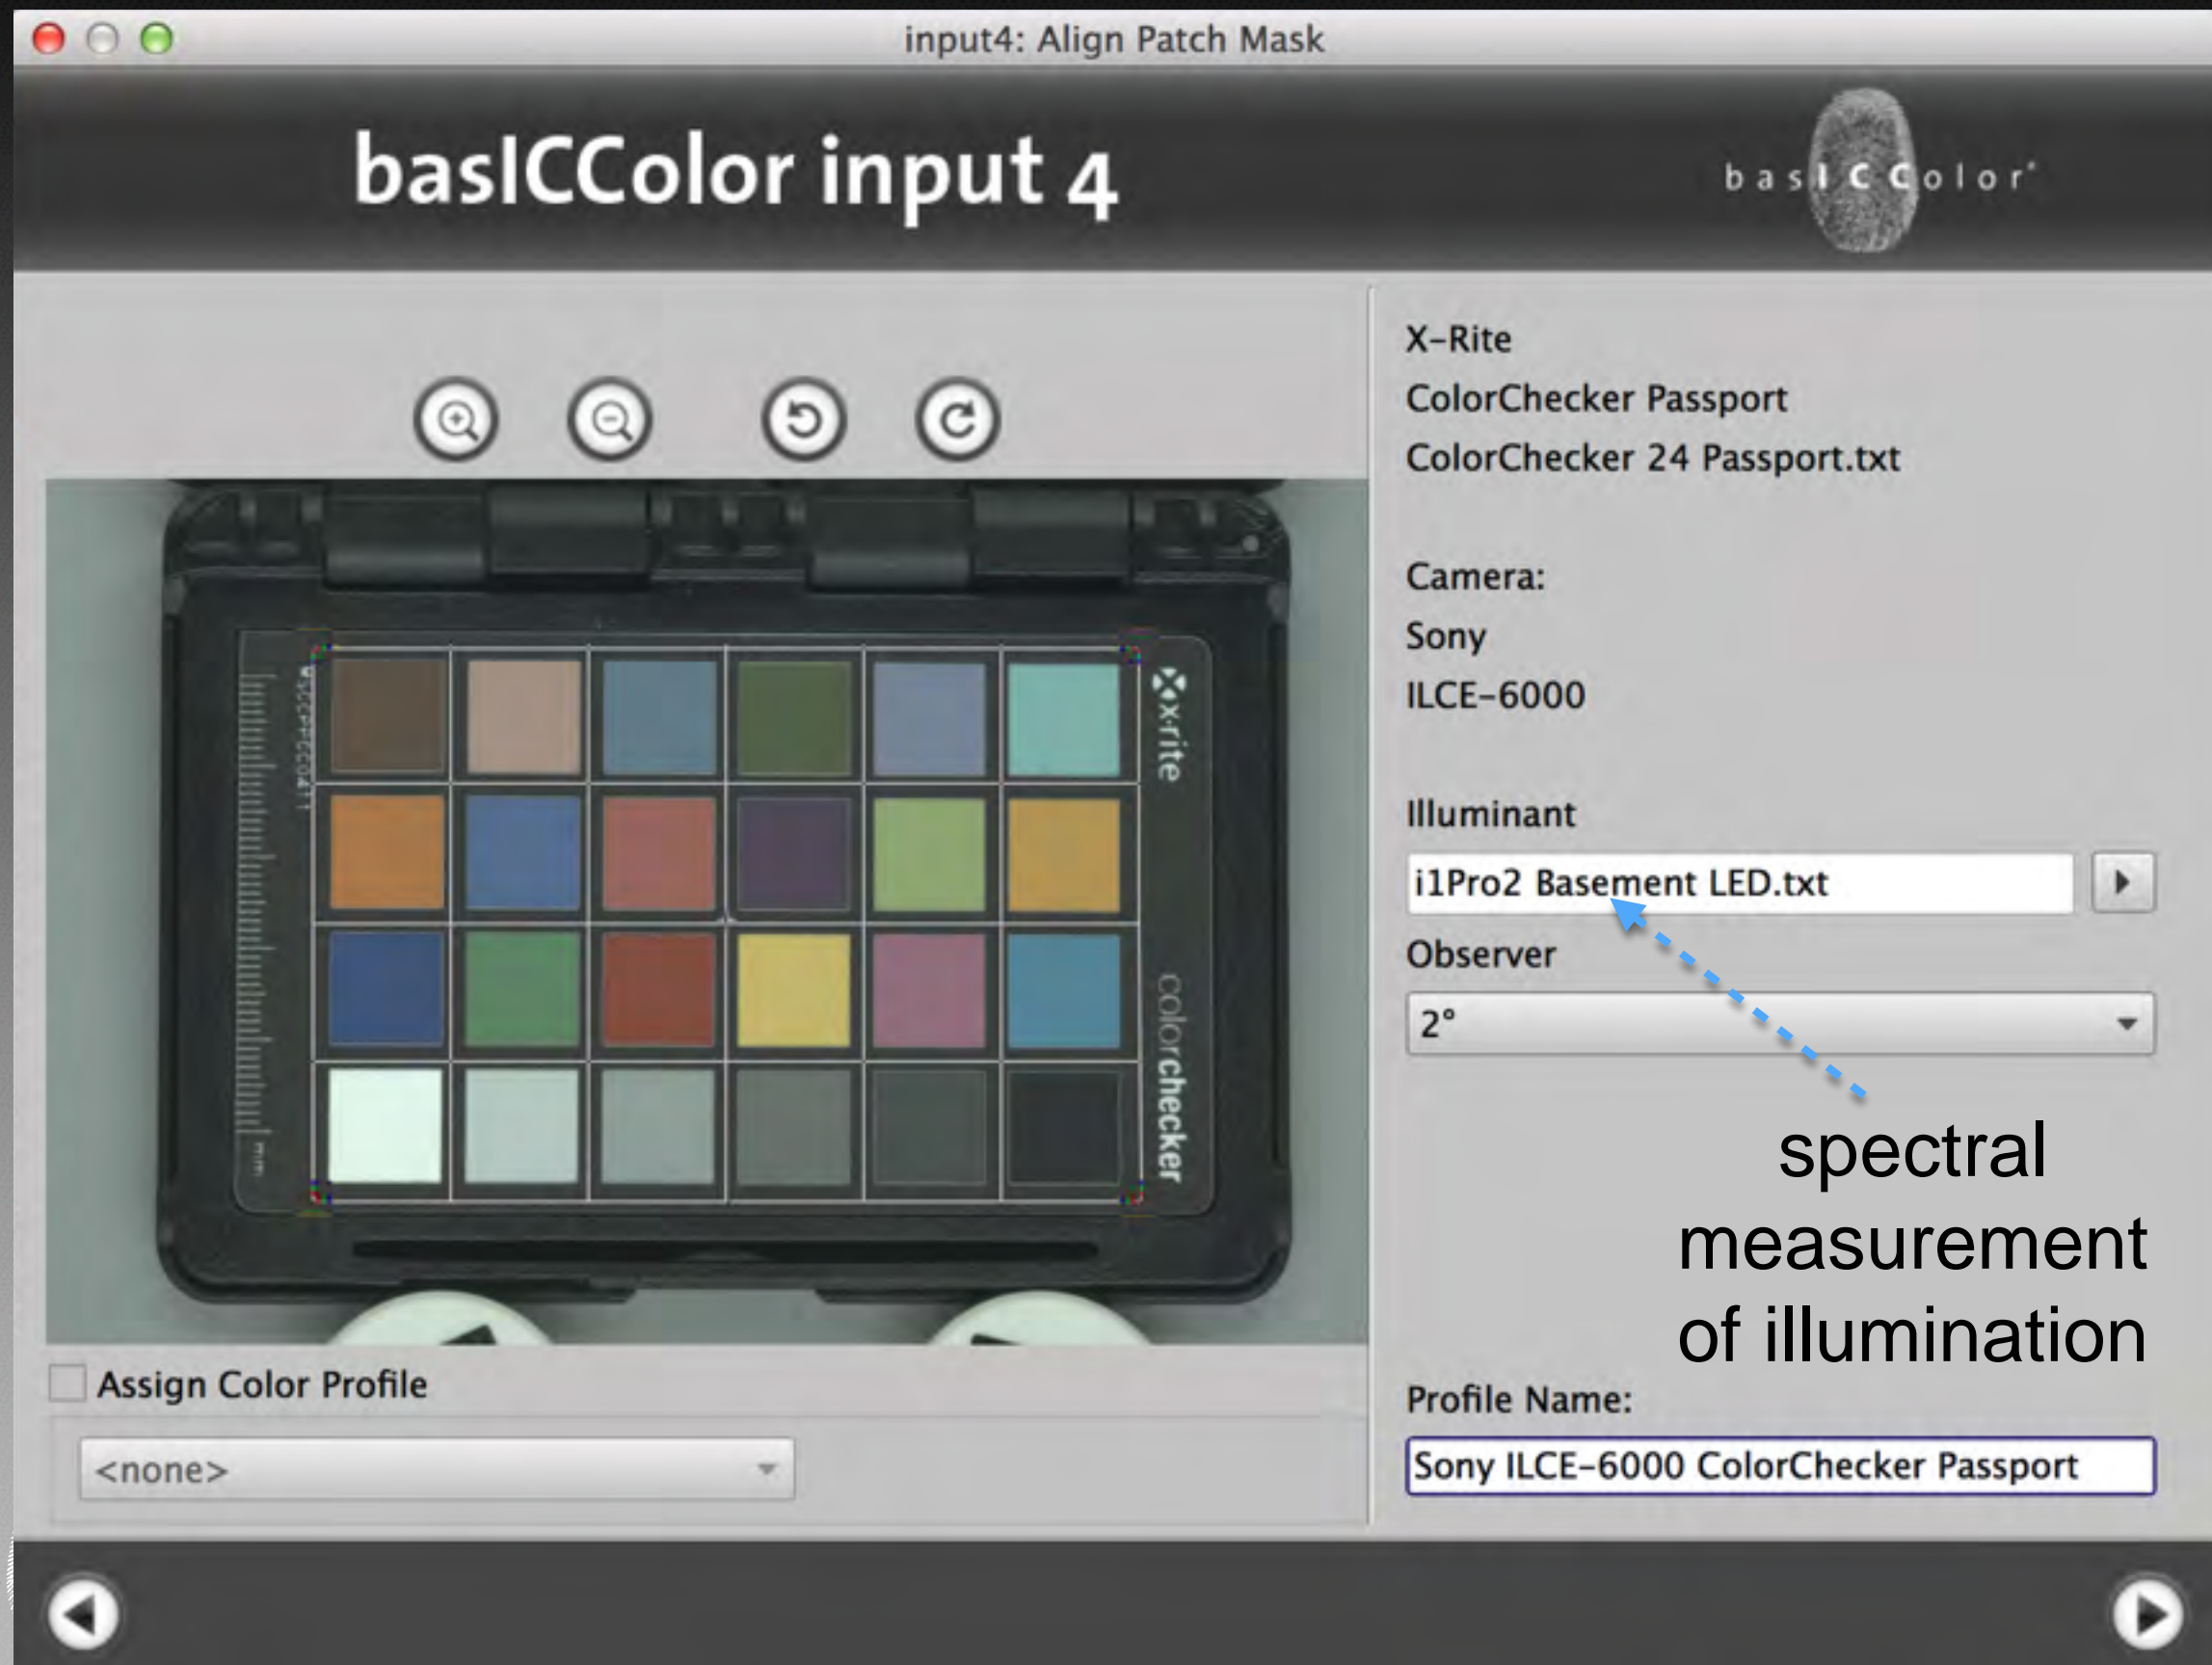 input4: Align Patch Mask
basICColor input 4
basICColor
X-Rite
ColorChecker Passport
ColorChecker 24 Passport.txt
Camera:
Sony
ILCE-6000
Illuminant
i1Pro2 Basement LED.txt
Observer
2°
spectral
measurement
of illumination
x·rite
colorchecker
mm
Assign Color Profile
<none>
Profile Name:
Sony ILCE-6000 ColorChecker Passport